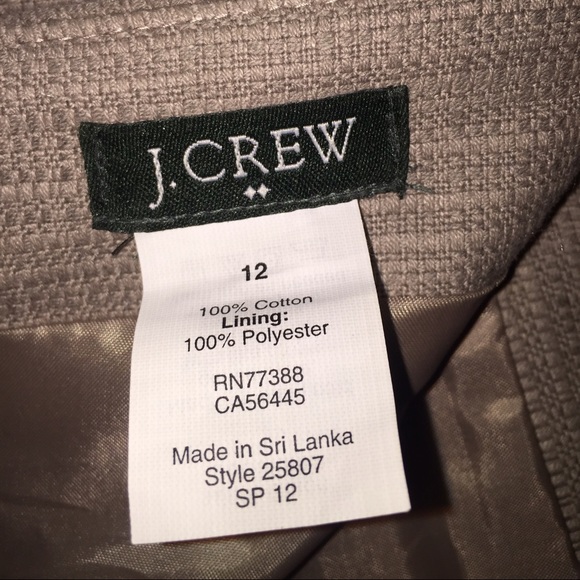 J.CREW
12
100% Cotton
Lining:
100% Polyester
RN77388
CA56445
Made in Sri Lanka
Style 25807
SP 12